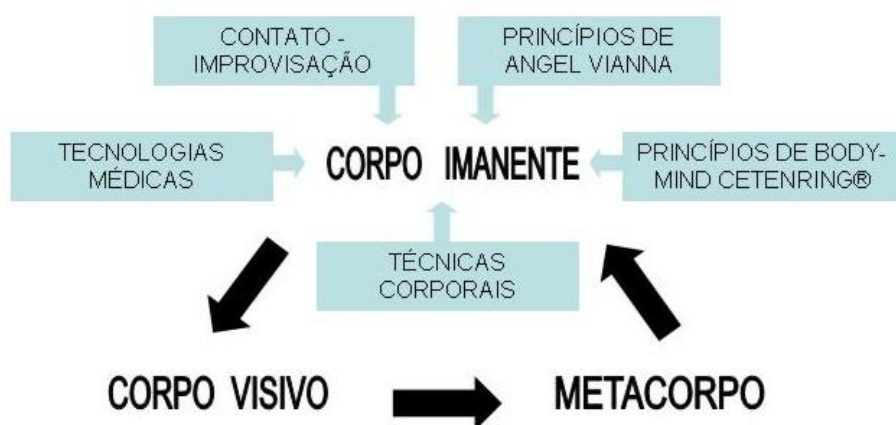 CONTATO -
IMPROVISAÇÃO
PRINCÍPIOS DE
ANGEL VIANNA
TECNOLOGIAS
MÉDICAS
CORPO IMANENTE
PRINCÍPIOS DE BODY-
MIND CETENRING®
TÉCNICAS
CORPORAIS
CORPO VISIVO
METACORPO